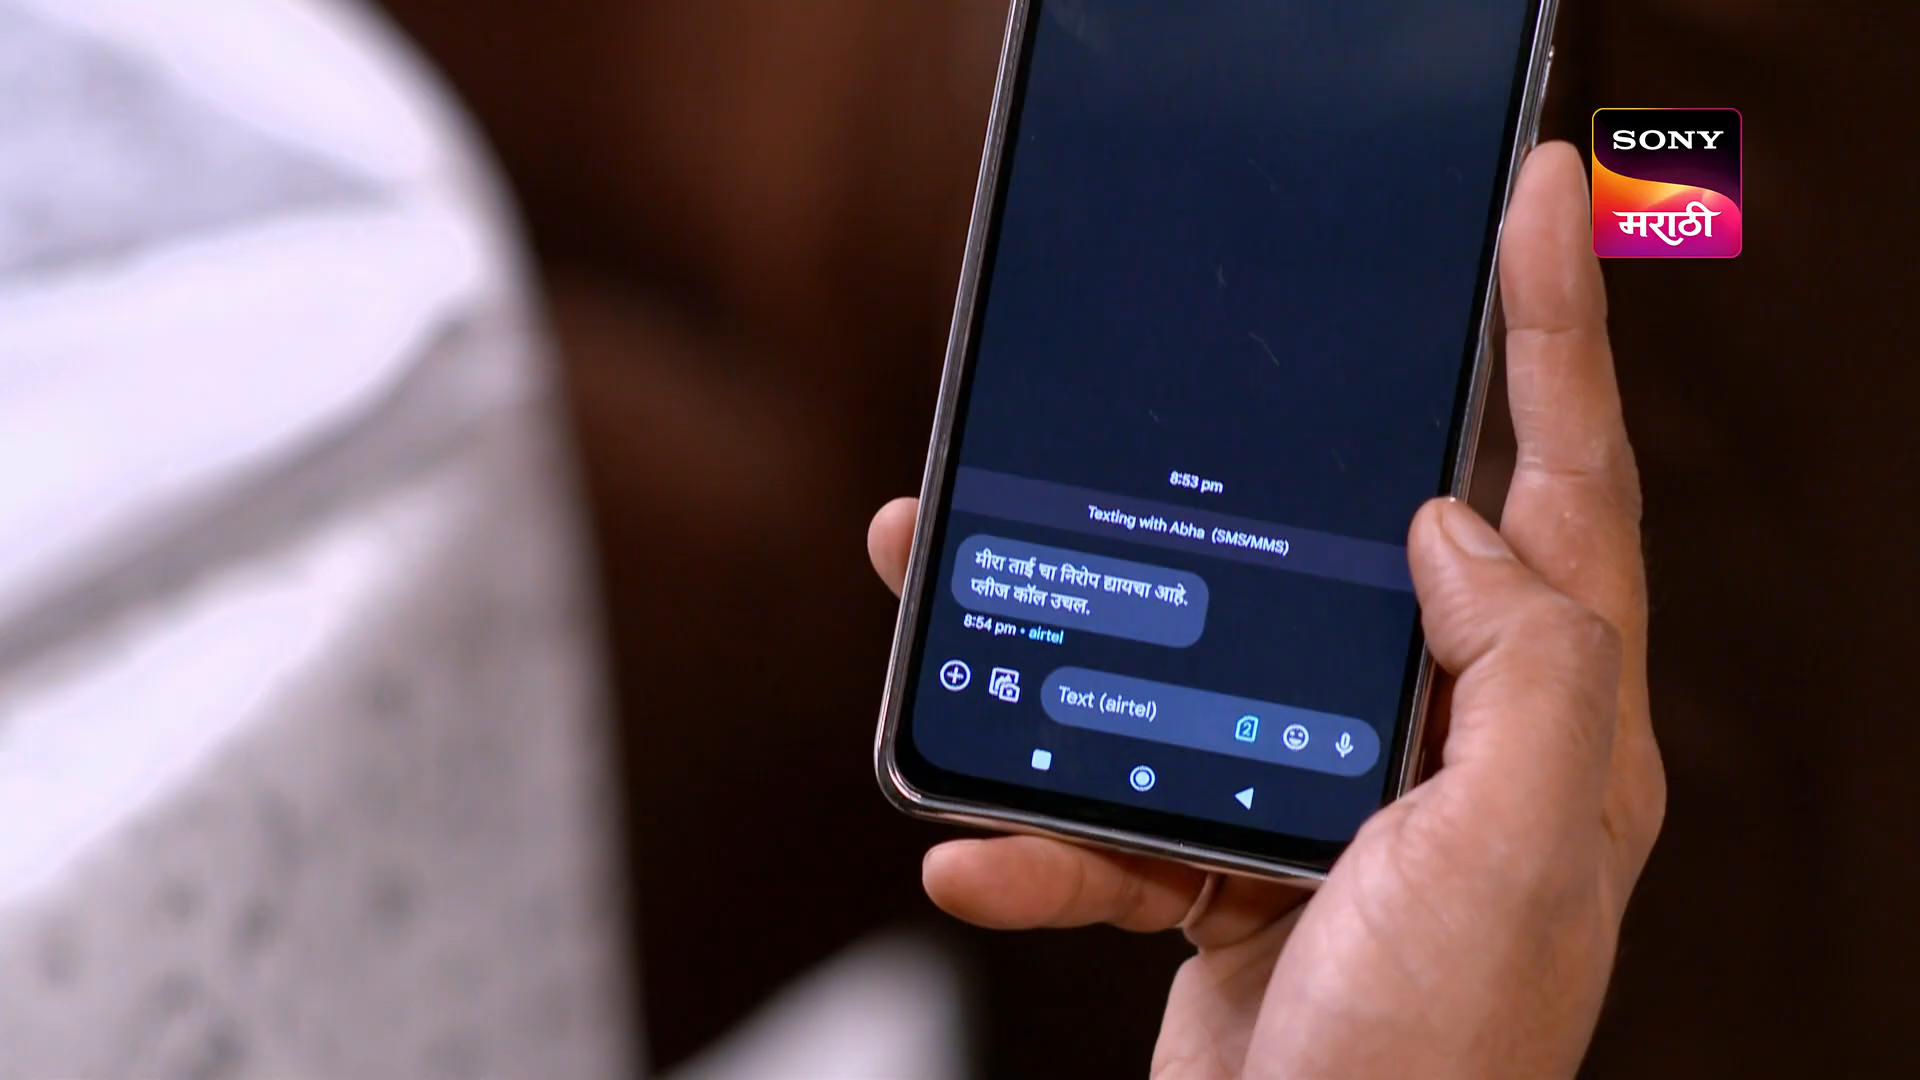 SONY
मराठी
8:53 pm
Texting with Abha (SMS/MMS)
मीरा ताई चा निरोप द्यायचा आहे.
प्लीज कॉल उचल.
8:54 pm • airtel
Text (airtel)
2